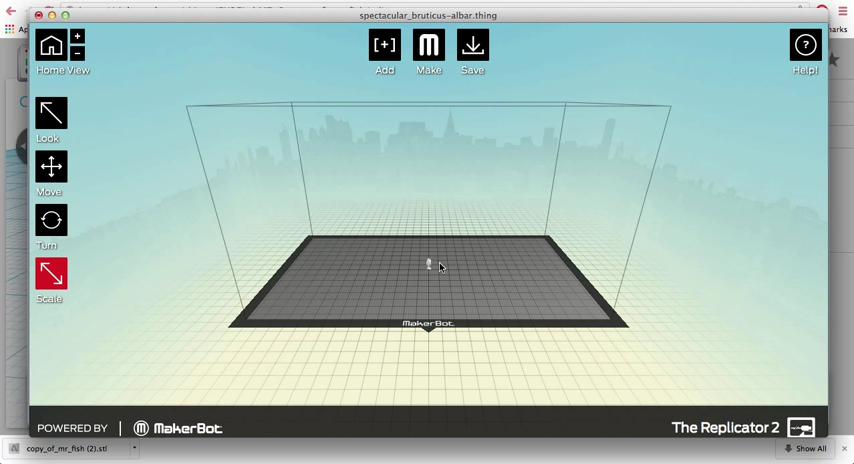 spectacular_bruticus-albar.thing
arks
Home View
Add
Make
Save
Help!
Look
Move
Turn
Scale
MakerBot
POWERED BY | MakerBot
The Replicator 2
copy_of_mr_fish (2).stl
Show All